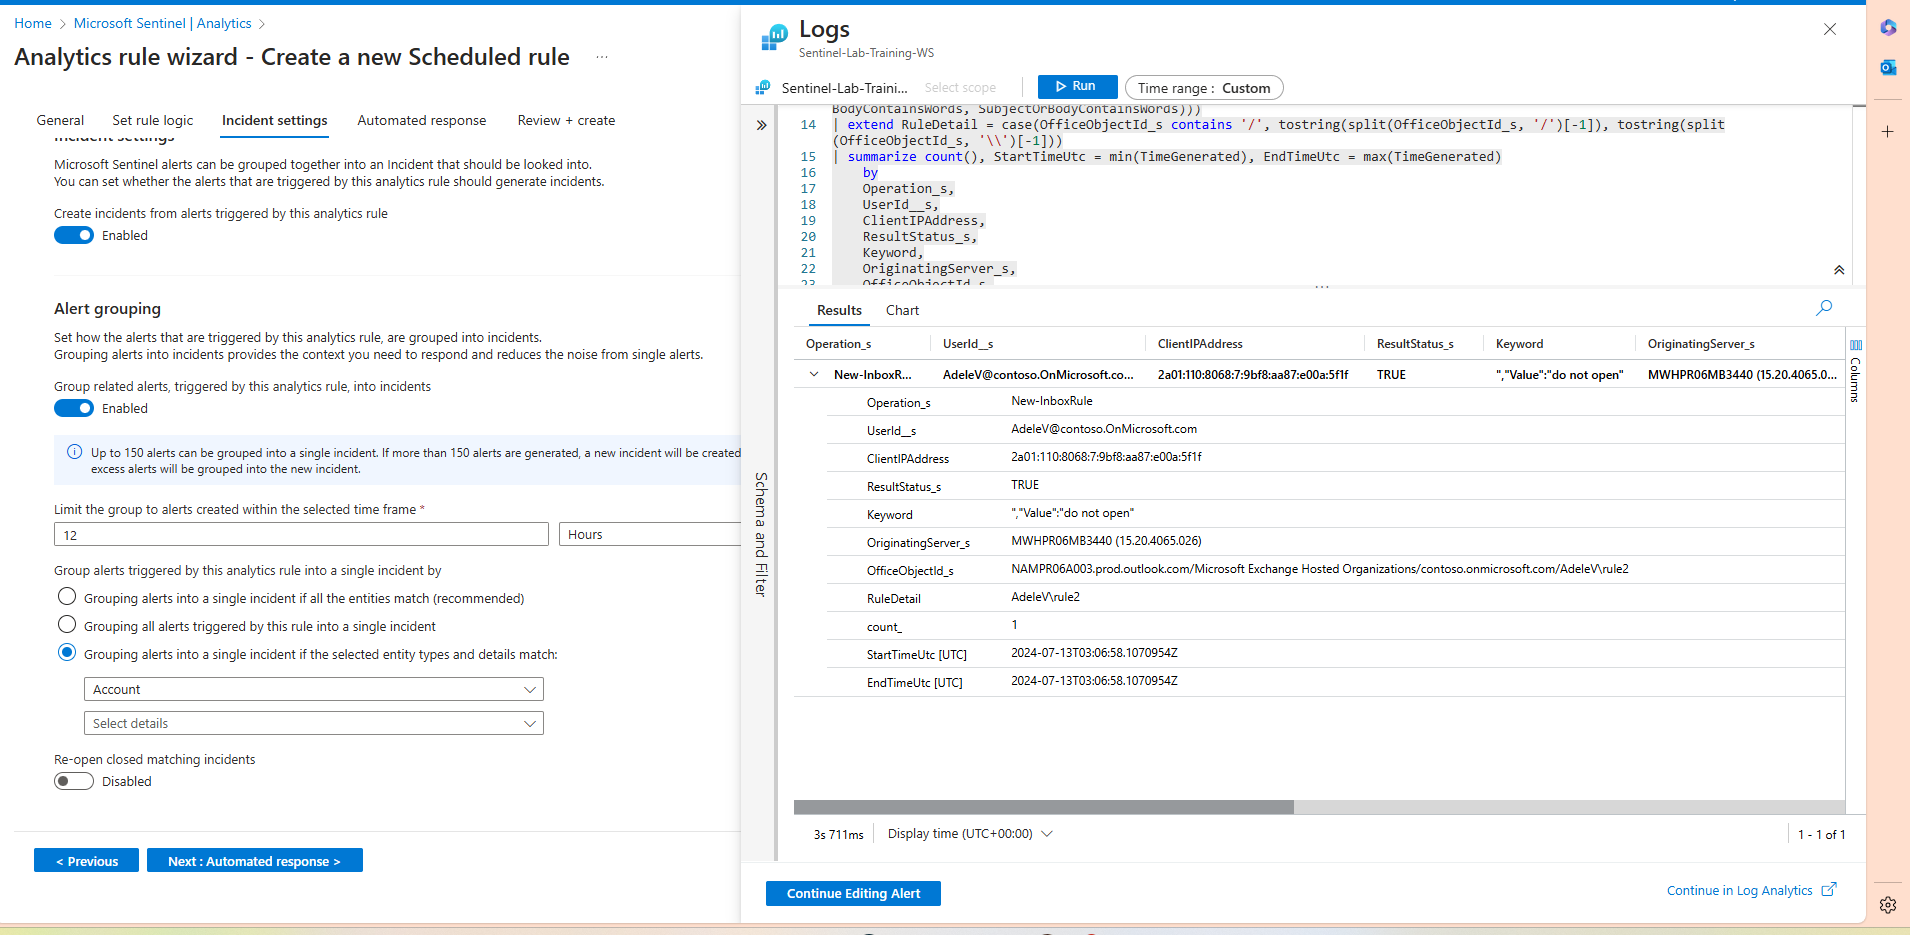 Home > Microsoft Sentinel | Analytics >
Analytics rule wizard - Create a new Scheduled rule ...
General Set rule logic Incident settings Automated response Review + create
Incident settings
Microsoft Sentinel alerts can be grouped together into an Incident that should be looked into.
You can set whether the alerts that are triggered by this analytics rule should generate incidents.
Create incidents from alerts triggered by this analytics rule
Enabled
Alert grouping
Set how the alerts that are triggered by this analytics rule, are grouped into incidents.
Grouping alerts into incidents provides the context you need to respond and reduces the noise from single alerts.
Group related alerts, triggered by this analytics rule, into incidents
Enabled
Up to 150 alerts can be grouped into a single incident. If more than 150 alerts are generated, a new incident will be created
excess alerts will be grouped into the new incident.
Limit the group to alerts created within the selected time frame *
12 Hours
Group alerts triggered by this analytics rule into a single incident by
Grouping alerts into a single incident if all the entities match (recommended)
Grouping all alerts triggered by this rule into a single incident
Grouping alerts into a single incident if the selected entity types and details match:
Account
Select details
Re-open closed matching incidents
Disabled
< Previous Next : Automated response >
Logs
Sentinel-Lab-Training-WS
Sentinel-Lab-Traini... Select scope Run Time range : Custom
Schema and Filter
BodyContainsWords, SubjectOrBodyContainsWords)))
14 | extend RuleDetail = case(OfficeObjectId_s contains '/', tostring(split(OfficeObjectId_s, '/')[-1]), tostring(split
(OfficeObjectId_s, '\\')[-1]))
15 | summarize count(), StartTimeUtc = min(TimeGenerated), EndTimeUtc = max(TimeGenerated)
16 by
17 Operation_s,
18 UserId__s,
19 ClientIPAddress,
20 ResultStatus_s,
21 Keyword,
22 OriginatingServer_s,
23 OfficeObjectId_s,
Results Chart
Operation_s UserId__s ClientIPAddress ResultStatus_s Keyword OriginatingServer_s
New-InboxR... AdeleV@contoso.OnMicrosoft.co... 2a01:110:8068:7:9bf8:aa87:e00a:5f1f TRUE ","Value":"do not open" MWHPR06MB3440 (15.20.4065.0...
Operation_s New-InboxRule
UserId__s AdeleV@contoso.OnMicrosoft.com
ClientIPAddress 2a01:110:8068:7:9bf8:aa87:e00a:5f1f
ResultStatus_s TRUE
Keyword ","Value":"do not open"
OriginatingServer_s MWHPR06MB3440 (15.20.4065.026)
OfficeObjectId_s NAMPR06A003.prod.outlook.com/Microsoft Exchange Hosted Organizations/contoso.onmicrosoft.com/AdeleV\rule2
RuleDetail AdeleV\rule2
count_ 1
StartTimeUtc [UTC] 2024-07-13T03:06:58.1070954Z
EndTimeUtc [UTC] 2024-07-13T03:06:58.1070954Z
Columns
3s 711ms Display time (UTC+00:00) 1 - 1 of 1
Continue Editing Alert Continue in Log Analytics